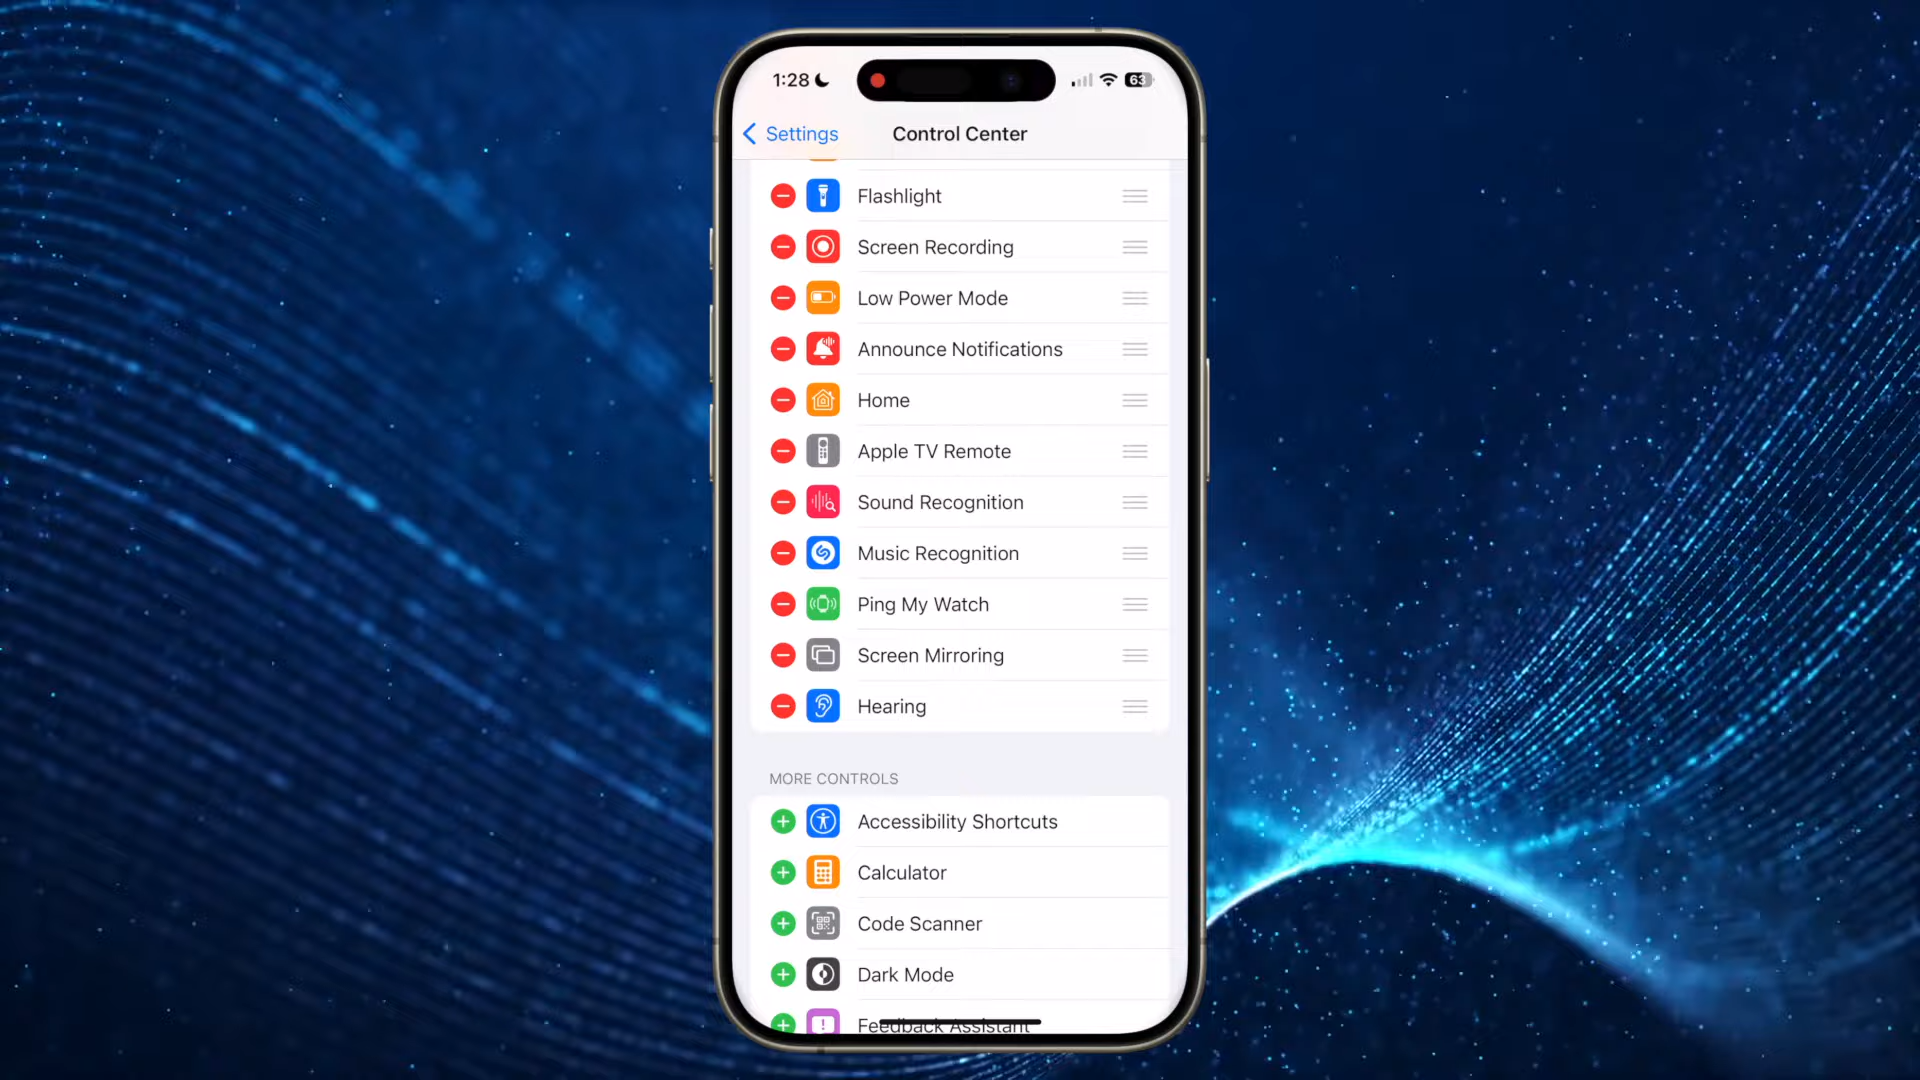 1:28
63
Settings
Control Center
Flashlight
Screen Recording
Low Power Mode
Announce Notifications
Home
Apple TV Remote
Sound Recognition
Music Recognition
Ping My Watch
Screen Mirroring
Hearing
MORE CONTROLS
Accessibility Shortcuts
Calculator
Code Scanner
Dark Mode
Feedback Assistant